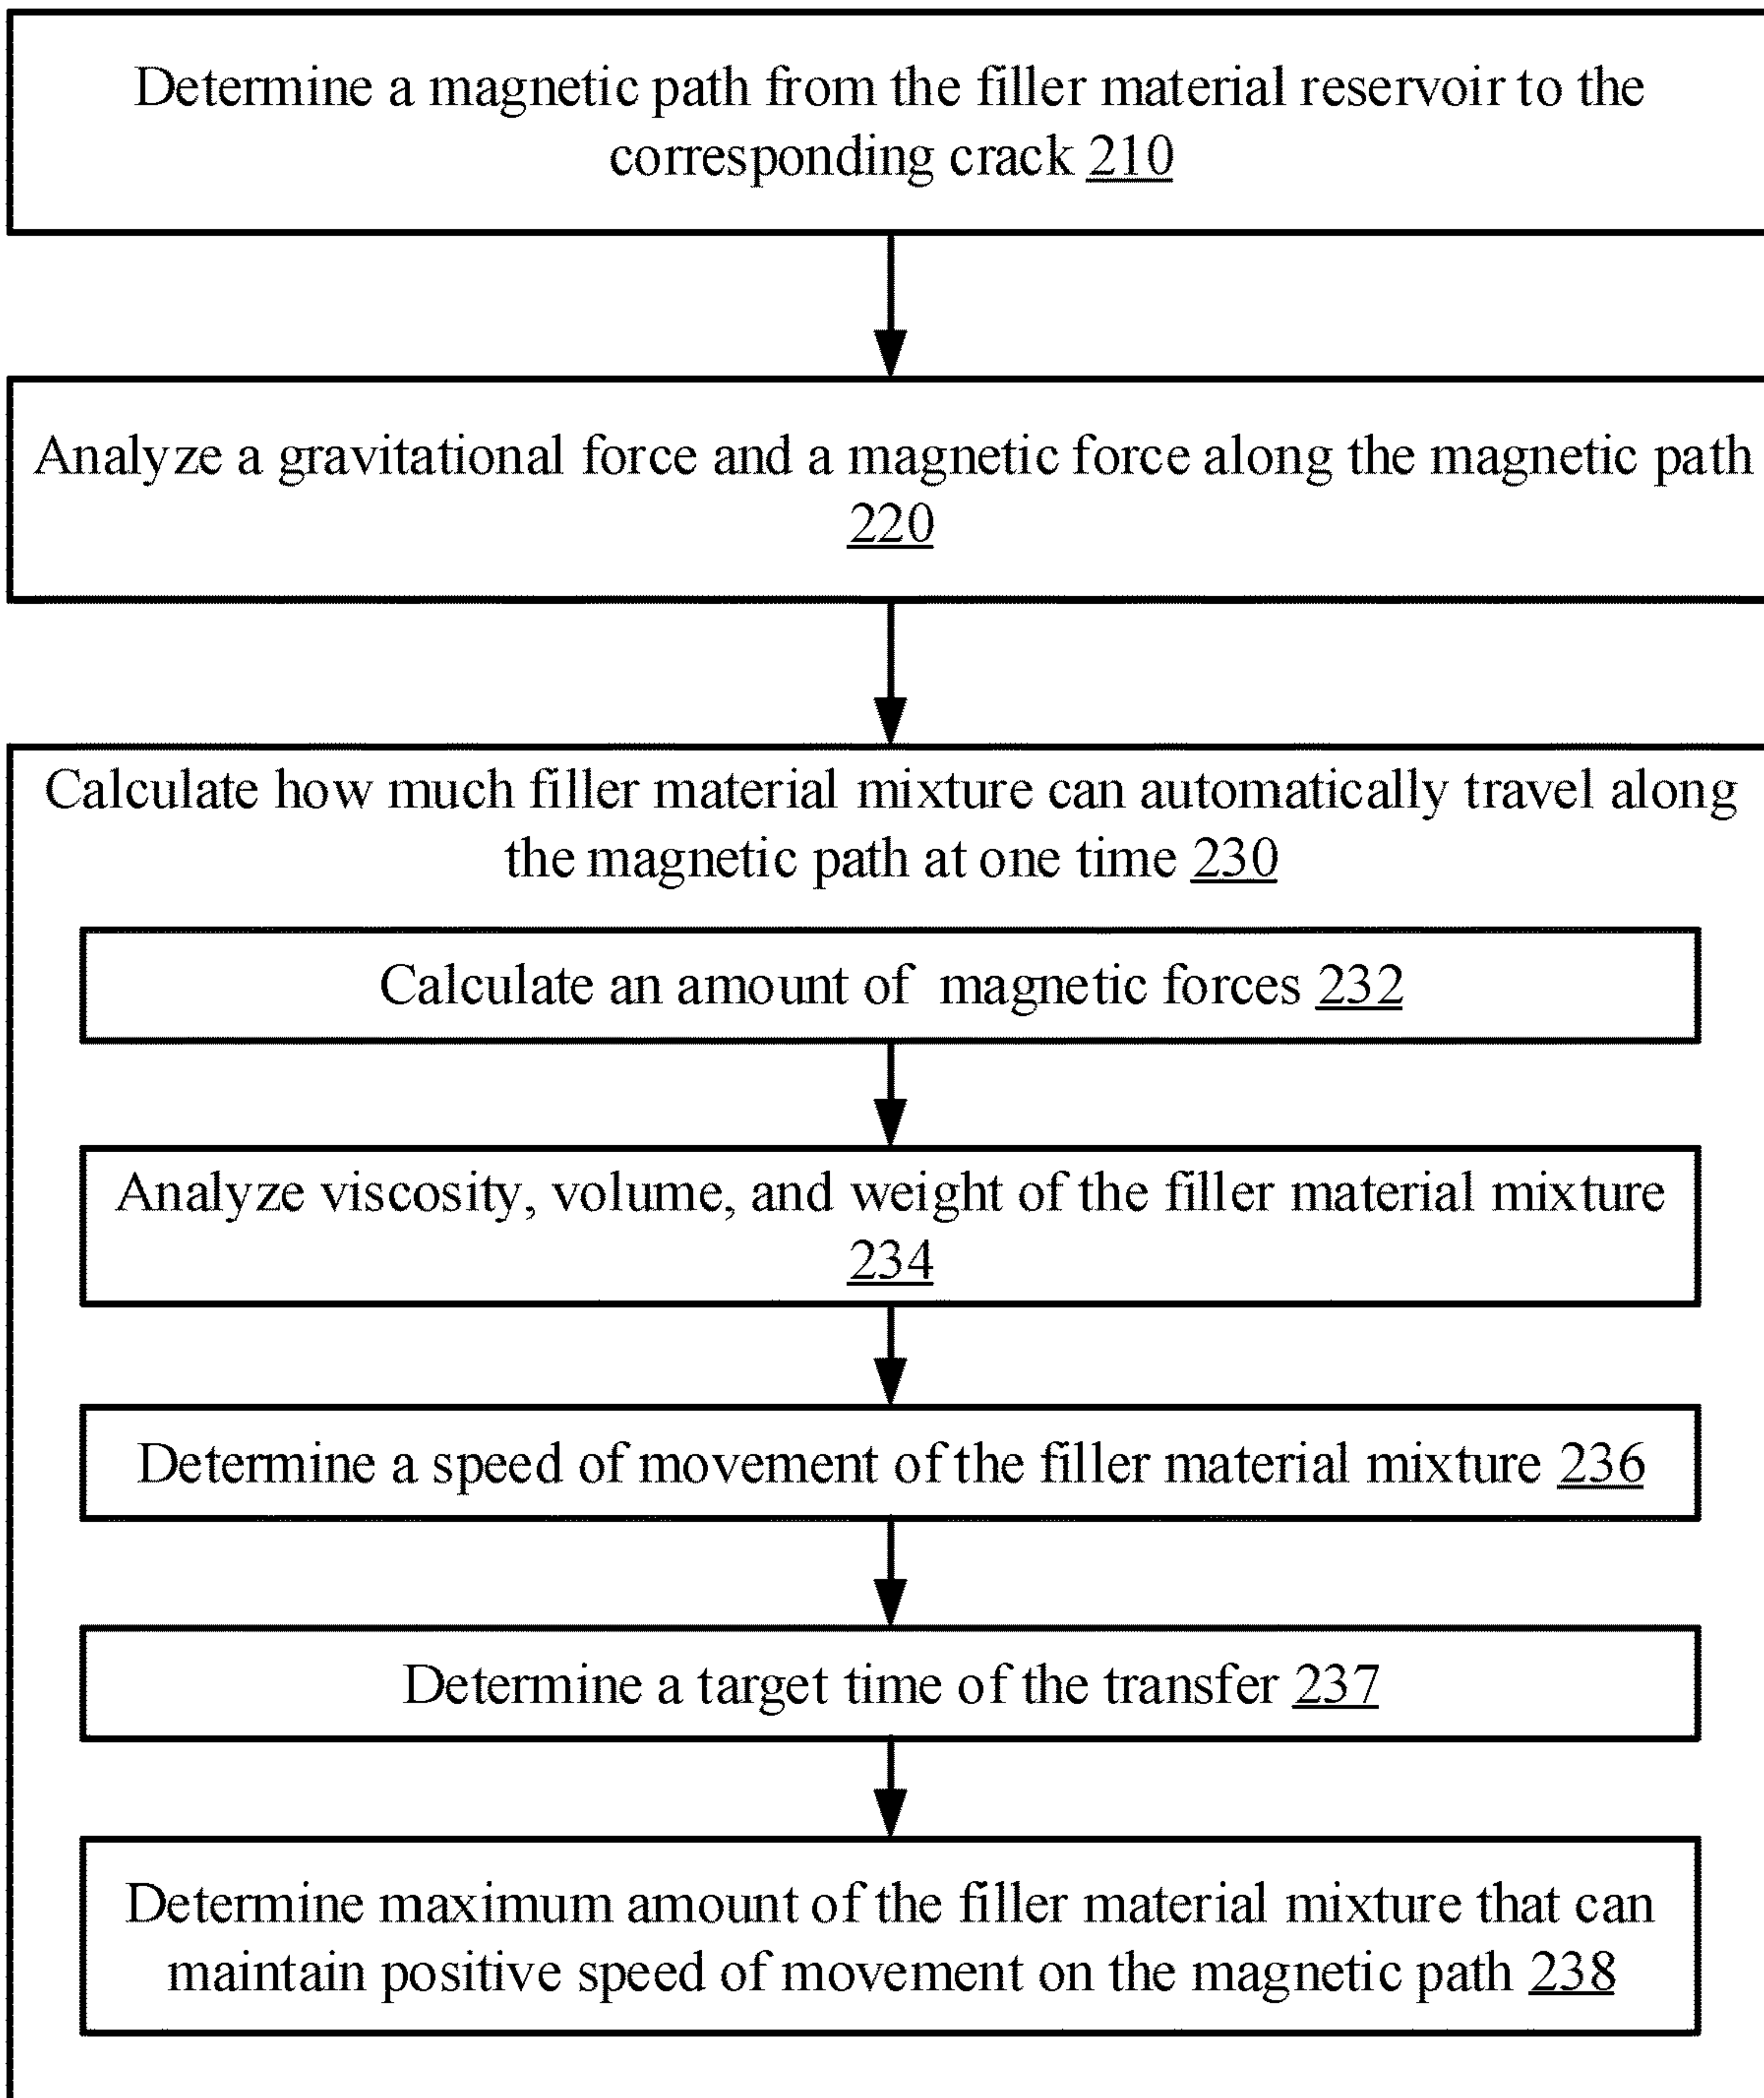 Determine a magnetic path from the filler material reservoir to the
corresponding crack 210
Analyze a gravitational force and a magnetic force along the magnetic path
220
Calculate how much filler material mixture can automatically travel along
the magnetic path at one time 230
Calculate an amount of magnetic forces 232
Analyze viscosity, volume, and weight of the filler material mixture
234
Determine a speed of movement of the filler material mixture 236
Determine a target time of the transfer 237
Determine maximum amount of the filler material mixture that can
maintain positive speed of movement on the magnetic path 238